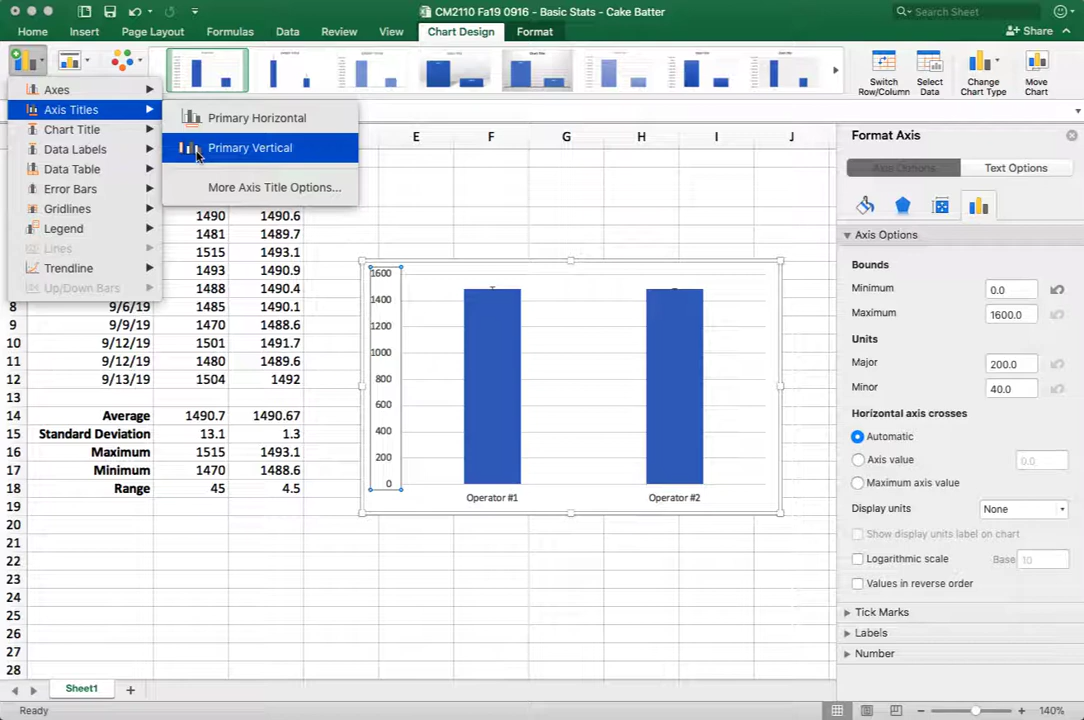 CM2110 Fa19 0916 - Basic Stats - Cake Batter
Search Sheet
Home Insert Page Layout Formulas Data Review View Chart Design Format
Share
Switch Row/Column
Select Data
Change Chart Type
Move Chart
Axes
Axis Titles
Chart Title
Data Labels
Data Table
Error Bars
Gridlines
Legend
Lines
Trendline
Up/Down Bars
Primary Horizontal
Primary Vertical
More Axis Title Options...
E F G H I J
1490 1490.6
1481 1489.7
1515 1493.1
1493 1490.9
1488 1490.4
8 9/6/19 1485 1490.1
9 9/9/19 1470 1488.6
10 9/12/19 1501 1491.7
11 9/12/19 1480 1489.6
12 9/13/19 1504 1492
13
14 Average 1490.7 1490.67
15 Standard Deviation 13.1 1.3
16 Maximum 1515 1493.1
17 Minimum 1470 1488.6
18 Range 45 4.5
19
20
21
22
23
24
25
26
27
28
1600
1400
1200
1000
800
600
400
200
0
Operator #1 Operator #2
Format Axis
Axis Options Text Options
Axis Options
Bounds
Minimum 0.0
Maximum 1600.0
Units
Major 200.0
Minor 40.0
Horizontal axis crosses
Automatic
Axis value 0.0
Maximum axis value
Display units None
Show display units label on chart
Logarithmic scale Base 10
Values in reverse order
Tick Marks
Labels
Number
Sheet1
Ready
140%